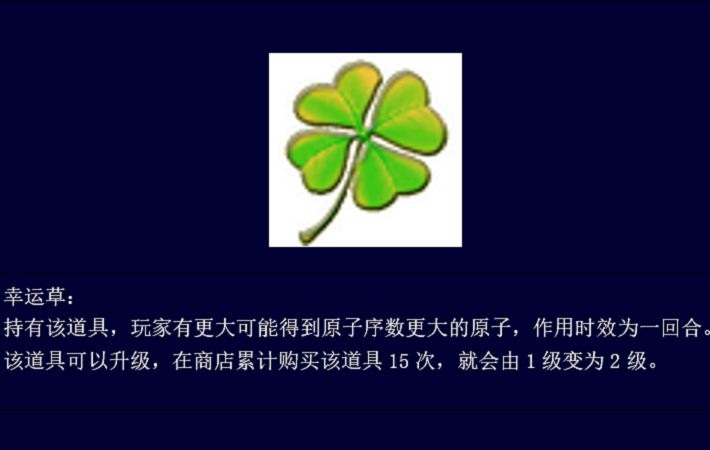 幸运草：
持有该道具，玩家有更大可能得到原子序数更大的原子，作用时效为一回合。
该道具可以升级，在商店累计购买该道具 15 次，就会由 1 级变为 2 级。